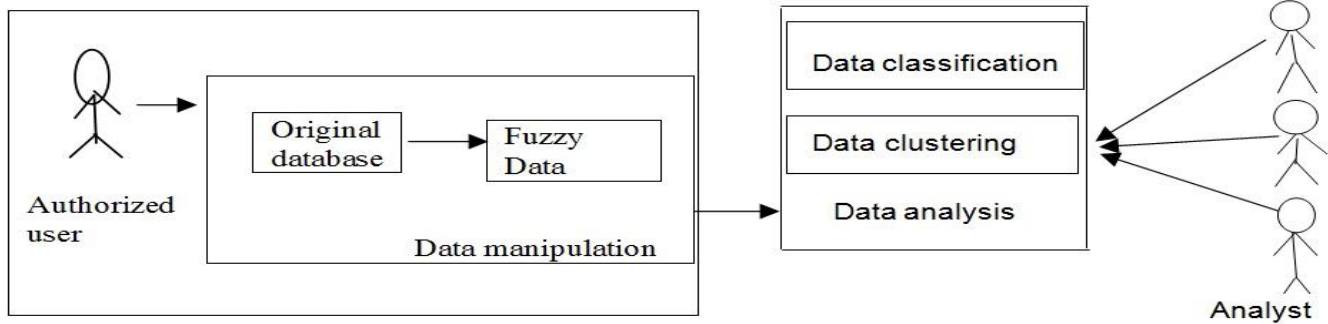 Authorized
user
Original
database
Fuzzy
Data
Data manipulation
Data classification
Data clustering
Data analysis
Analyst